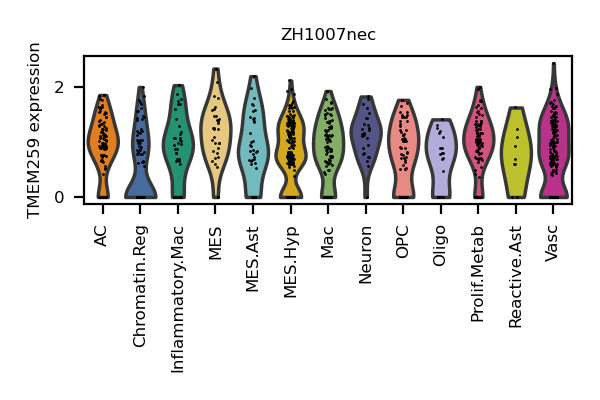 ZH1007nec
TMEM259 expression
2
0
AC
Chromatin.Reg
Inflammatory.Mac
MES
MES.Ast
MES.Hyp
Mac
Neuron
OPC
Oligo
Prolif.Metab
Reactive.Ast
Vasc